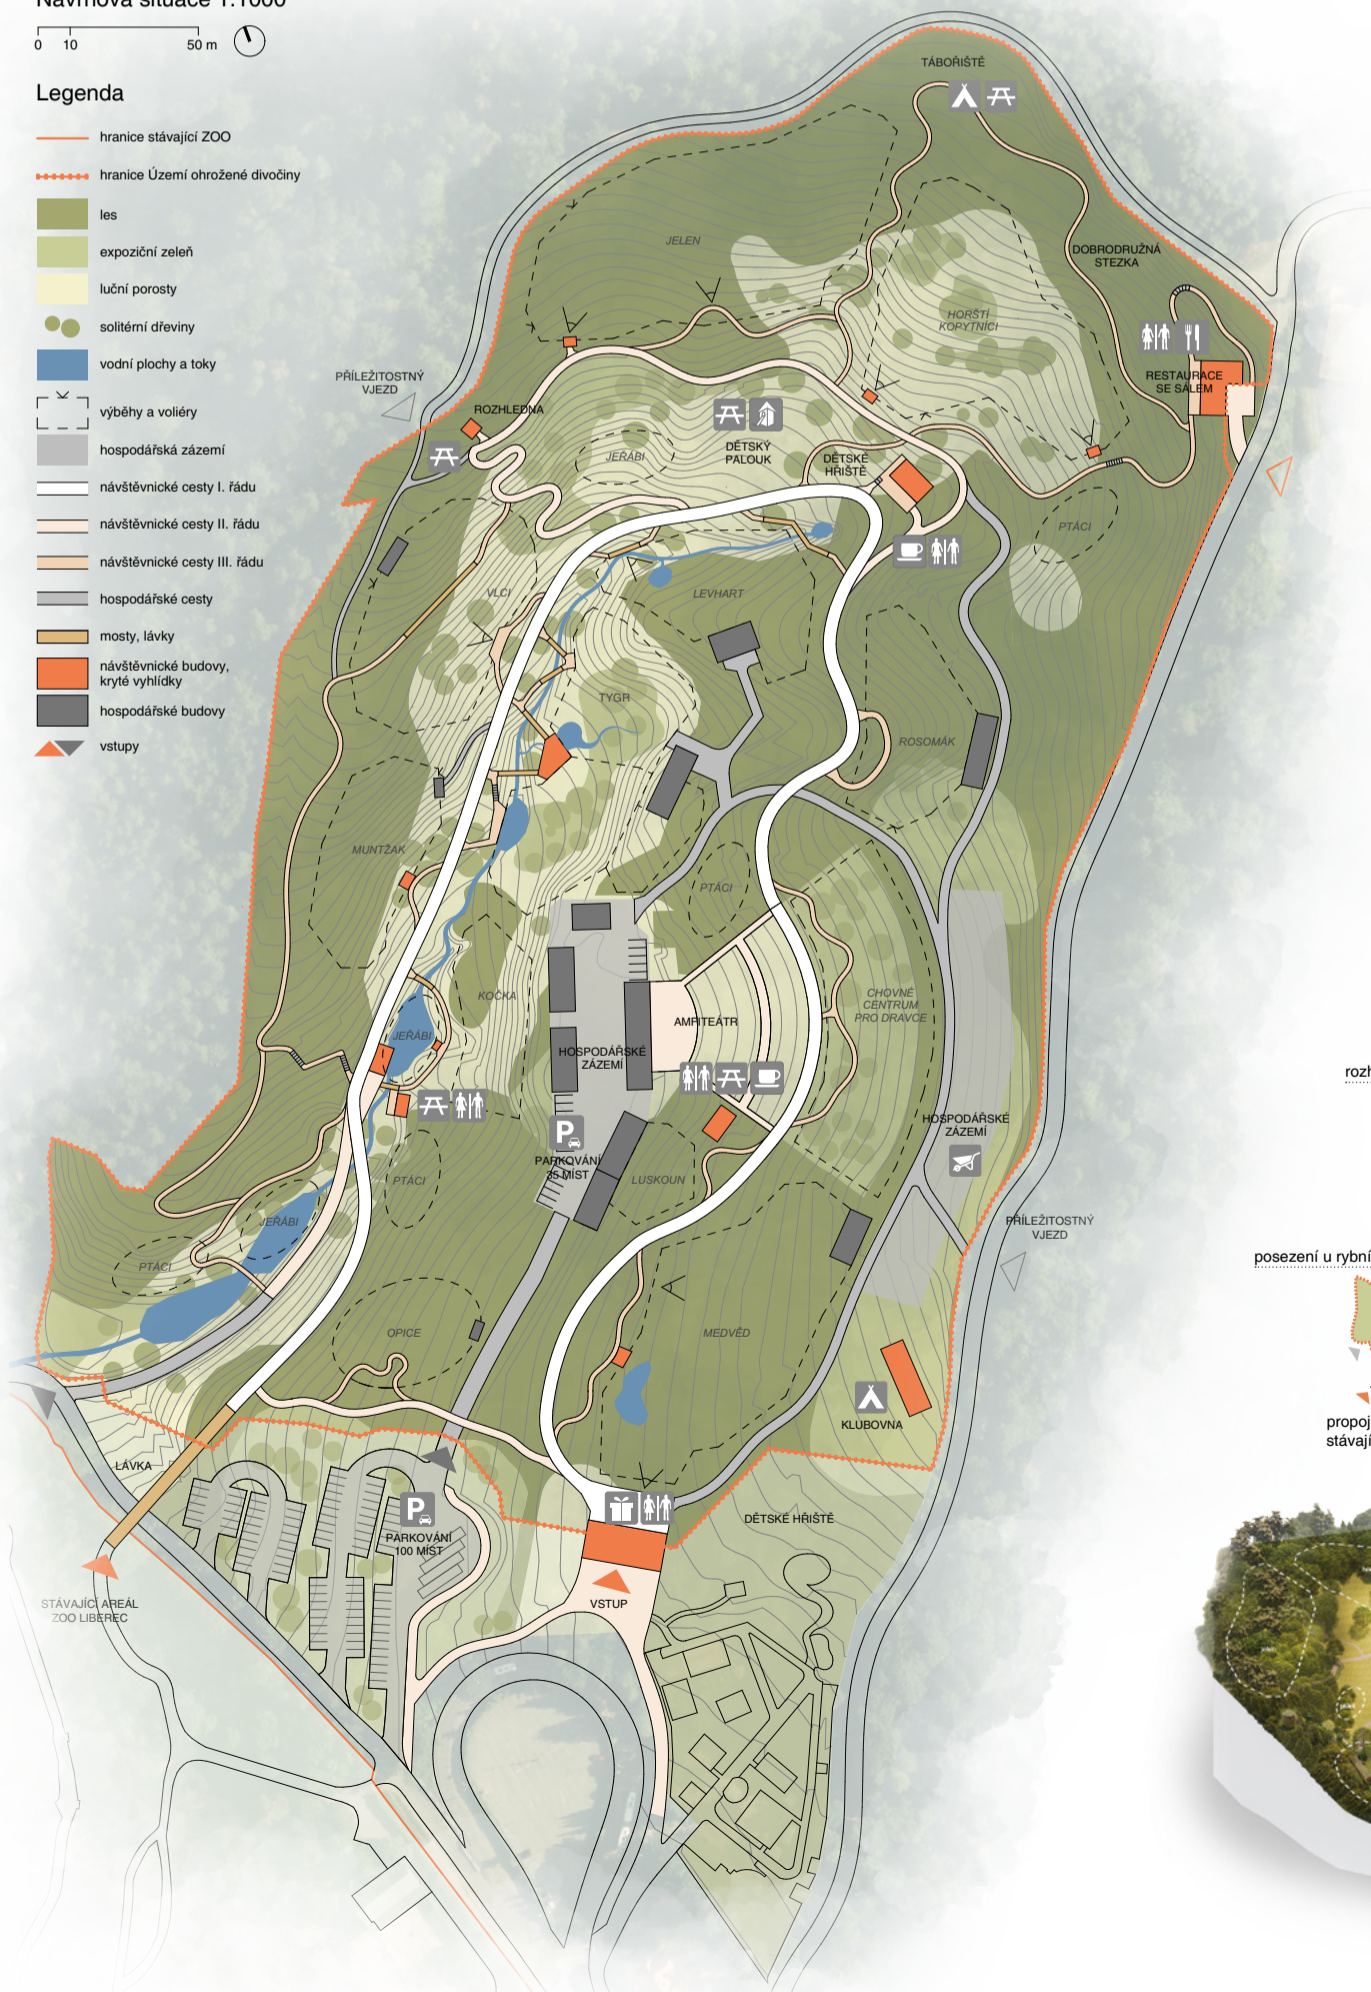 Návrhová situace 1:1000
0 10 50 m
Legenda
hranice stávající ZOO
hranice Území ohrožené divočiny
les
expoziční zeleň
luční porosty
solitérní dřeviny
vodní plochy a toky
výběhy a voliéry
hospodářská zázemí
návštěvnické cesty I. řádu
návštěvnické cesty II. řádu
návštěvnické cesty III. řádu
hospodářské cesty
mosty, lávky
návštěvnické budovy,
kryté vyhlídky
hospodářské budovy
vstupy
TÁBOŘIŠTĚ
JELEN
DOBRODRUŽNÁ
STEZKA
HORŠTÍ
KOPYTNÍCI
RESTAURACE
SE SÁLEM
PŘÍLEŽITOSTNÝ
VJEZD
ROZHLEDNA
JEŘÁBI
DĚTSKÝ
PALOUK
DĚTSKÉ
HŘIŠTĚ
PTÁCI
VLCI
LEVHART
TYGR
ROSOMÁK
MUNTŽAK
PTÁCI
KOČKA
CHOVNÉ
CENTRUM
PRO DRAVCE
JEŘÁBI
AMFITEÁTR
HOSPODÁŘSKÉ
ZÁZEMÍ
HOSPODÁŘSKÉ
ZÁZEMÍ
P
PARKOVÁNÍ
35 MÍST
LUSKOUN
PTÁCI
JEŘÁBI
PTÁCI
PŘÍLEŽITOSTNÝ
VJEZD
OPICE
MEDVĚD
KLUBOVNA
LÁVKA
P
PARKOVÁNÍ
100 MÍST
DĚTSKÉ HŘIŠTĚ
VSTUP
STÁVAJÍCÍ AREÁL
ZOO LIBEREC
rozh
posezení u rybní
propoj
stávají